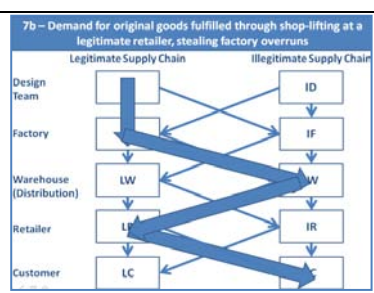 7b – Demand for original goods fulfilled through shop-lifting at a
legitimate retailer, stealing factory overruns
Legitimate Supply Chain Illegitimate Supply Chain
Design
Team
ID
Factory
IF
Warehouse
(Distribution)
LW
Retailer
IR
Customer
LC